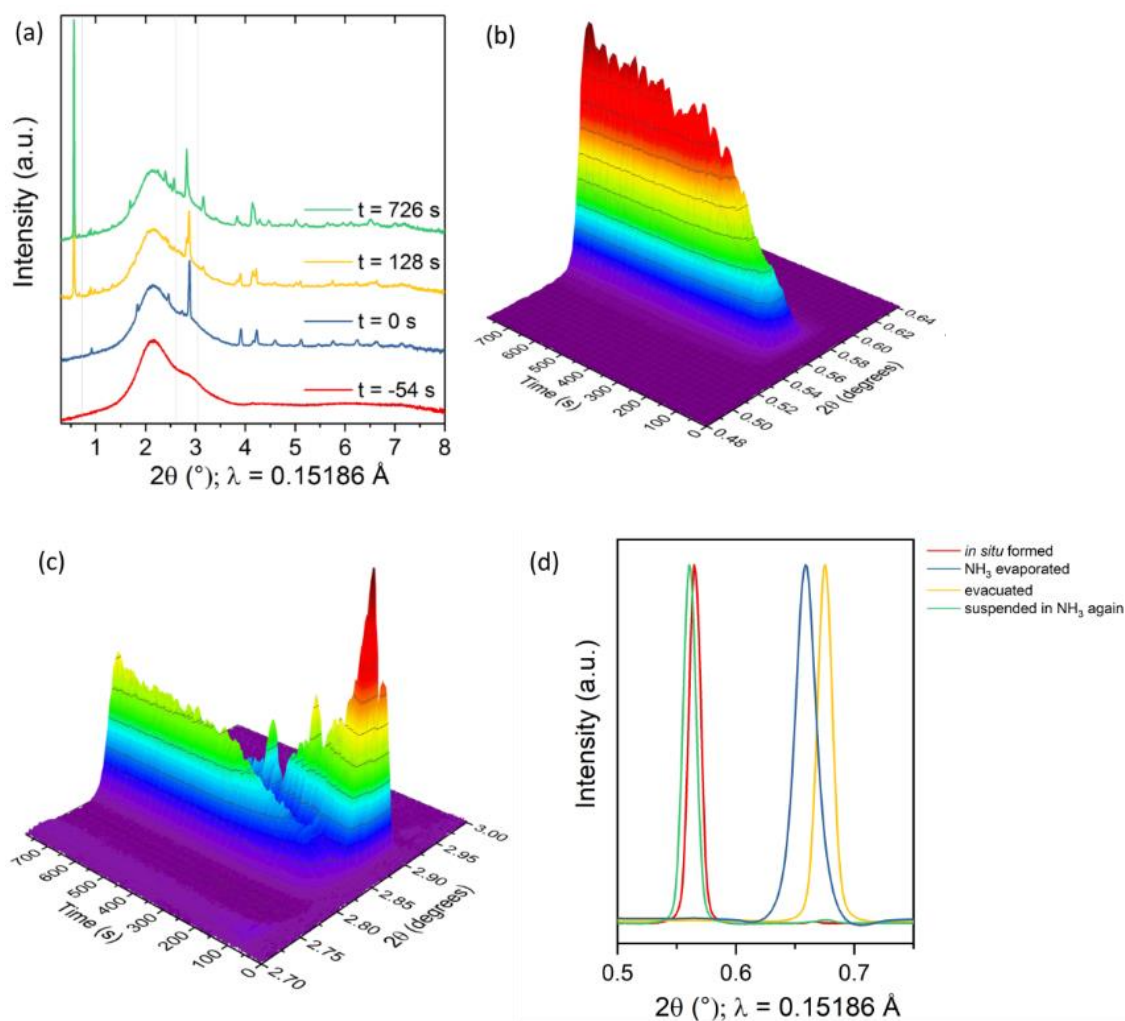 (a)
Intensity (a.u.)
t = 726 s
t = 128 s
t = 0 s
t = -54 s
1 2 3 4 5 6 7 8
2θ (°); λ = 0.15186 Å
(b)
700 600 500 400 300 200 100 0
Time (s)
0.48 0.50 0.52 0.54 0.56 0.58 0.60 0.62 0.64
2θ (degrees)
(c)
700 600 500 400 300 200 100 0
Time (s)
2.70 2.75 2.80 2.85 2.90 2.95 3.00
2θ (degrees)
(d)
Intensity (a.u.)
in situ formed
NH₃ evaporated
evacuated
suspended in NH₃ again
0.5 0.6 0.7
2θ (°); λ = 0.15186 Å